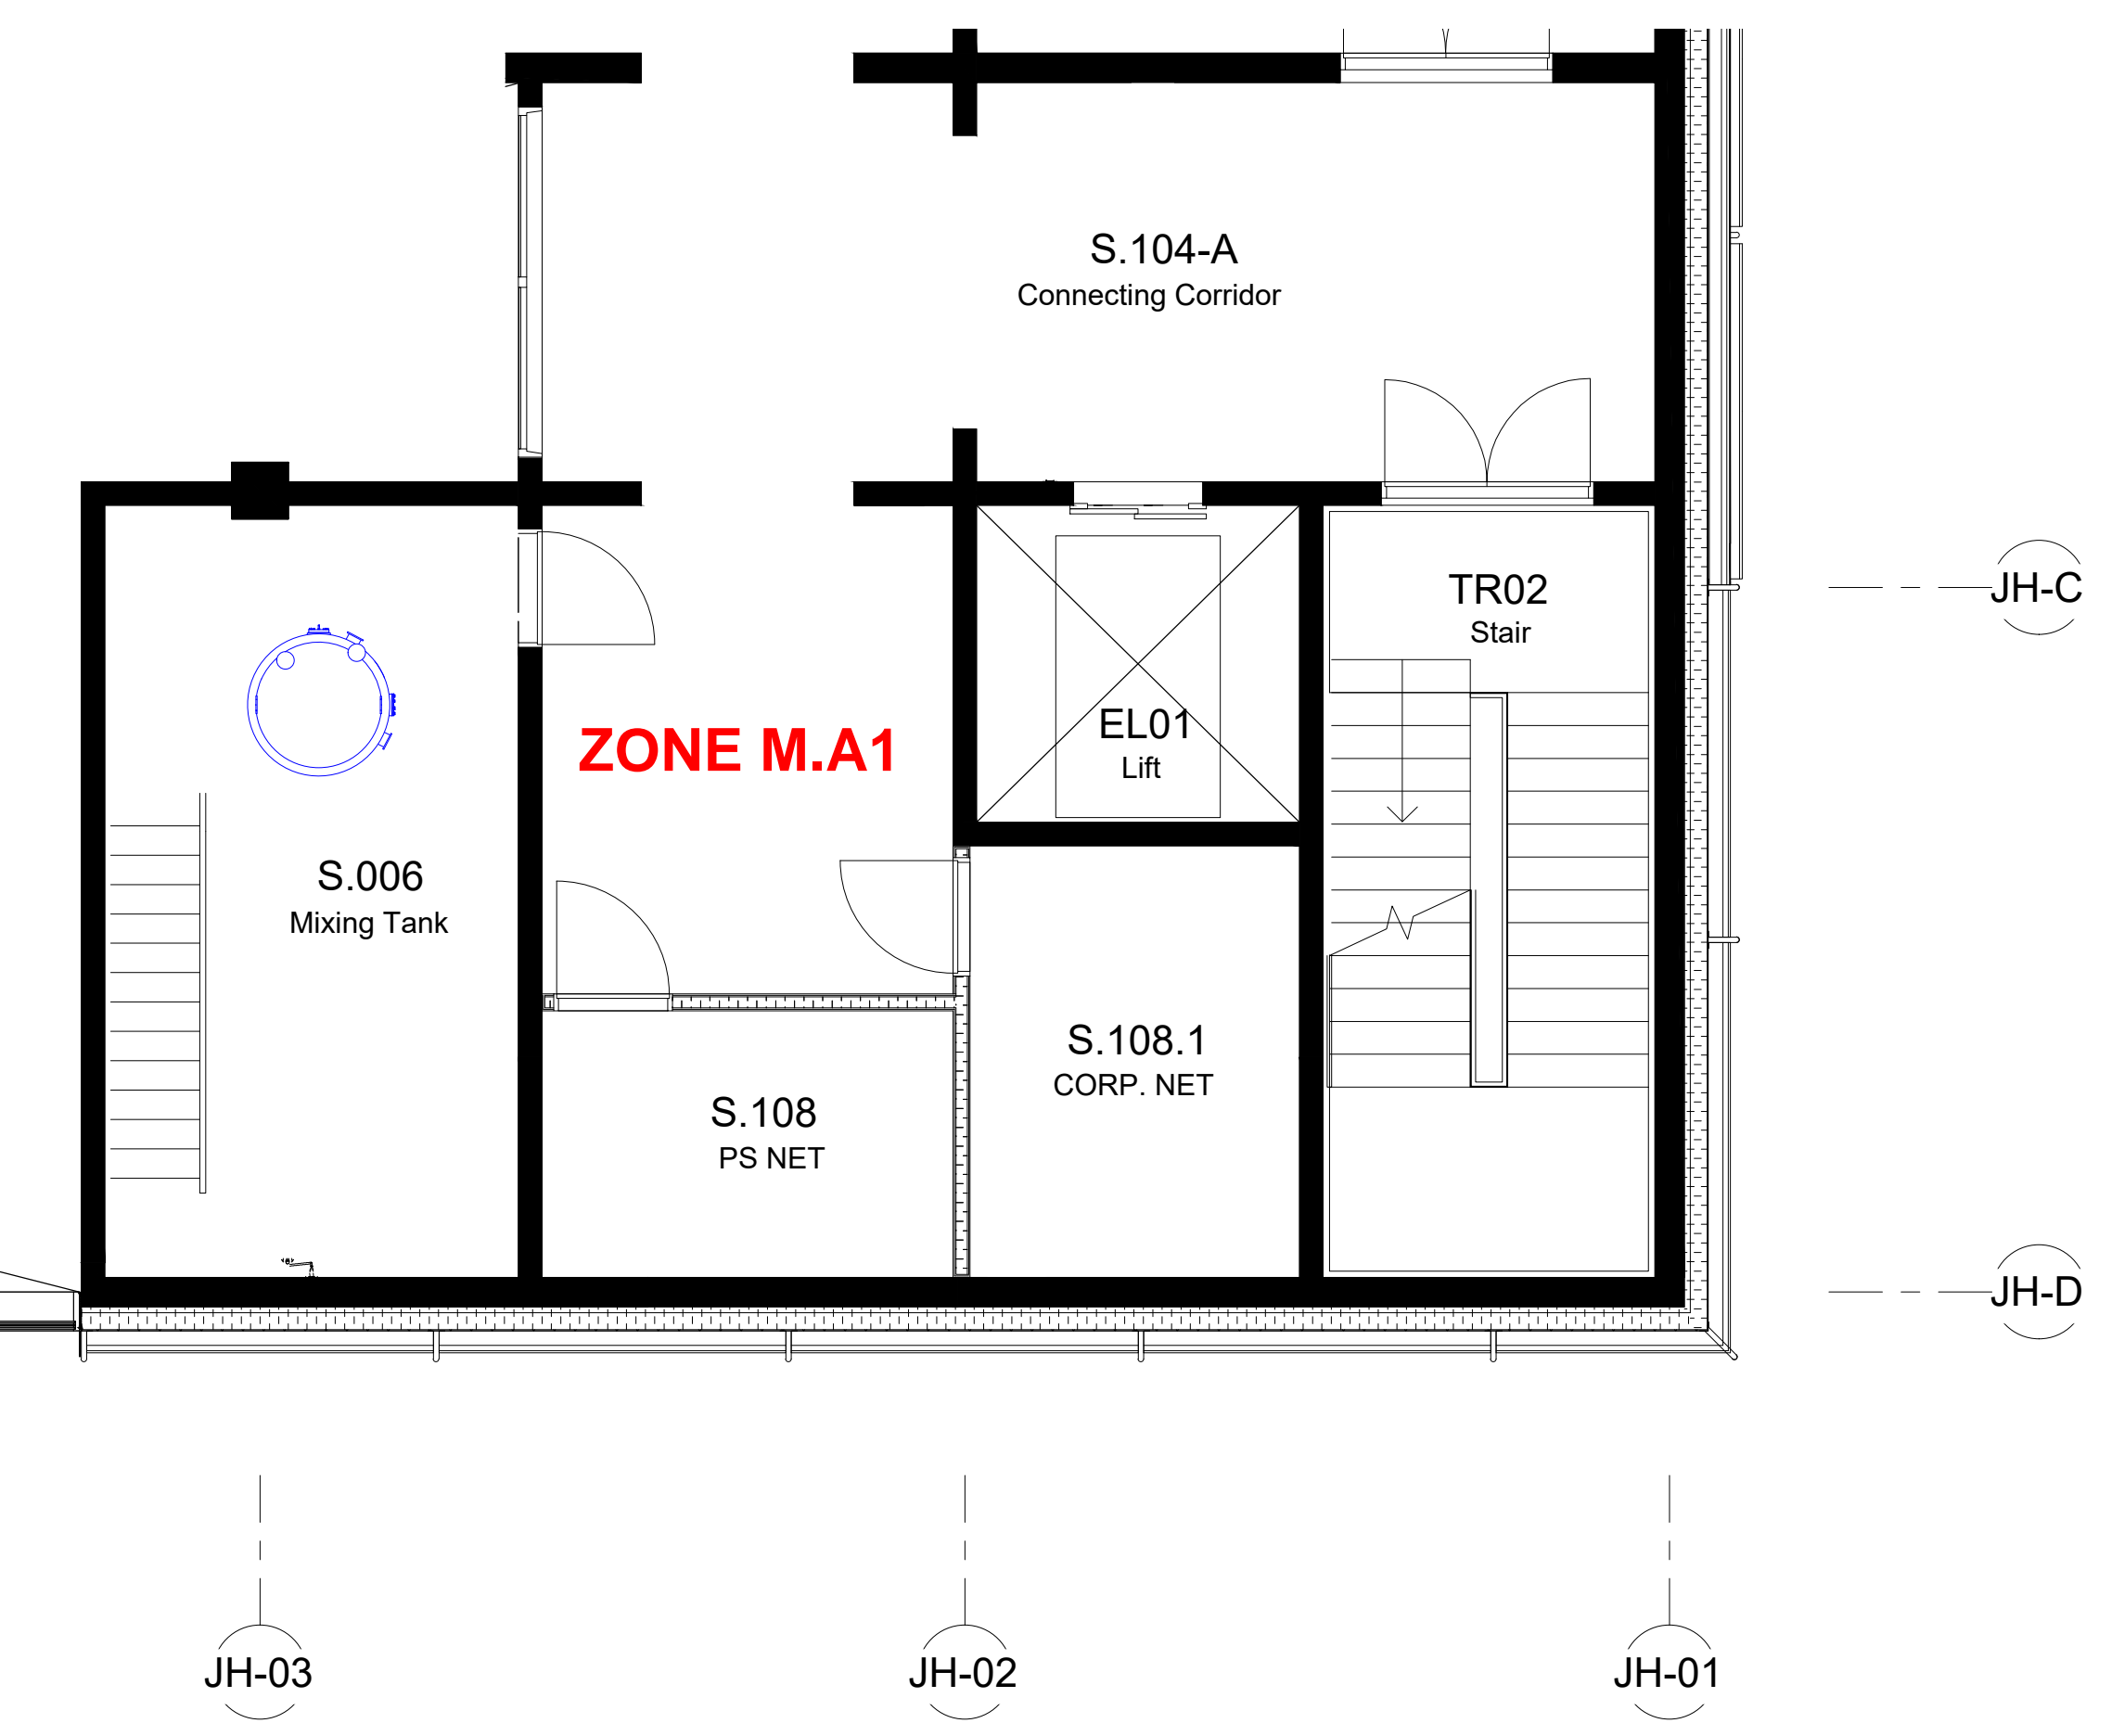 S.104-A
Connecting Corridor
TR02
Stair
JH-C
EL01
Lift
ZONE M.A1
S.006
Mixing Tank
S.108.1
CORP. NET
S.108
PS NET
JH-D
JH-03
JH-02
JH-01